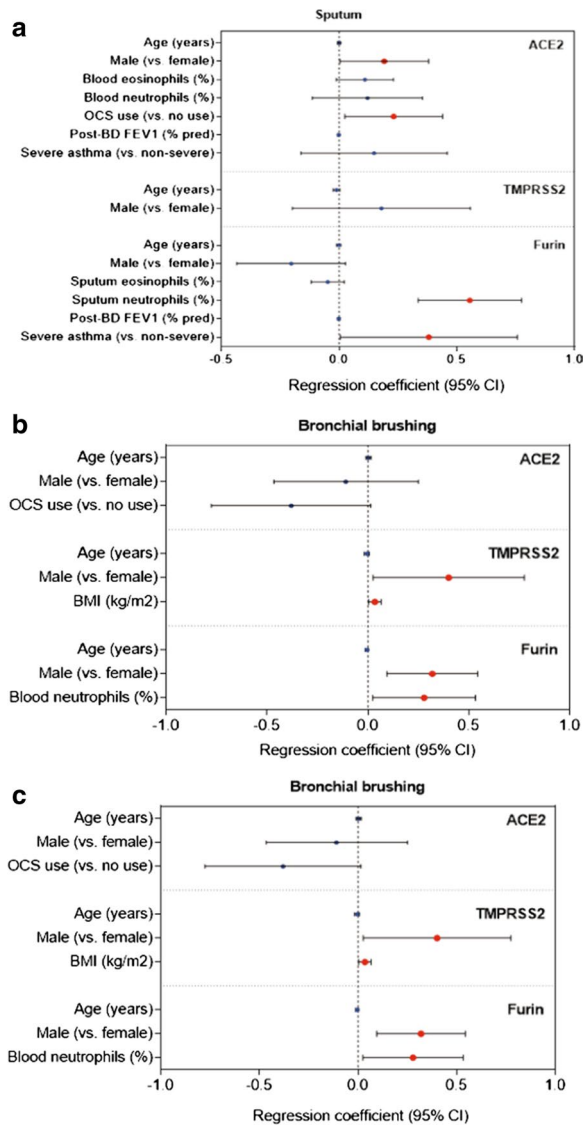 a
Sputum
Age (years)
ACE2
Male (vs. female)
Blood eosinophils (%)
Blood neutrophils (%)
OCS use (vs. no use)
Post-BD FEV1 (% pred)
Severe asthma (vs. non-severe)
Age (years)
TMPRSS2
Male (vs. female)
Age (years)
Furin
Male (vs. female)
Sputum eosinophils (%)
Sputum neutrophils (%)
Post-BD FEV1 (% pred)
Severe asthma (vs. non-severe)
-0.5 0.0 0.5 1.0
Regression coefficient (95% CI)
b
Bronchial brushing
Age (years)
ACE2
Male (vs. female)
OCS use (vs. no use)
Age (years)
TMPRSS2
Male (vs. female)
BMI (kg/m2)
Age (years)
Furin
Male (vs. female)
Blood neutrophils (%)
-1.0 -0.5 0.0 0.5 1.0
Regression coefficient (95% CI)
c
Bronchial brushing
Age (years)
ACE2
Male (vs. female)
OCS use (vs. no use)
Age (years)
TMPRSS2
Male (vs. female)
BMI (kg/m2)
Age (years)
Furin
Male (vs. female)
Blood neutrophils (%)
-1.0 -0.5 0.0 0.5 1.0
Regression coefficient (95% CI)